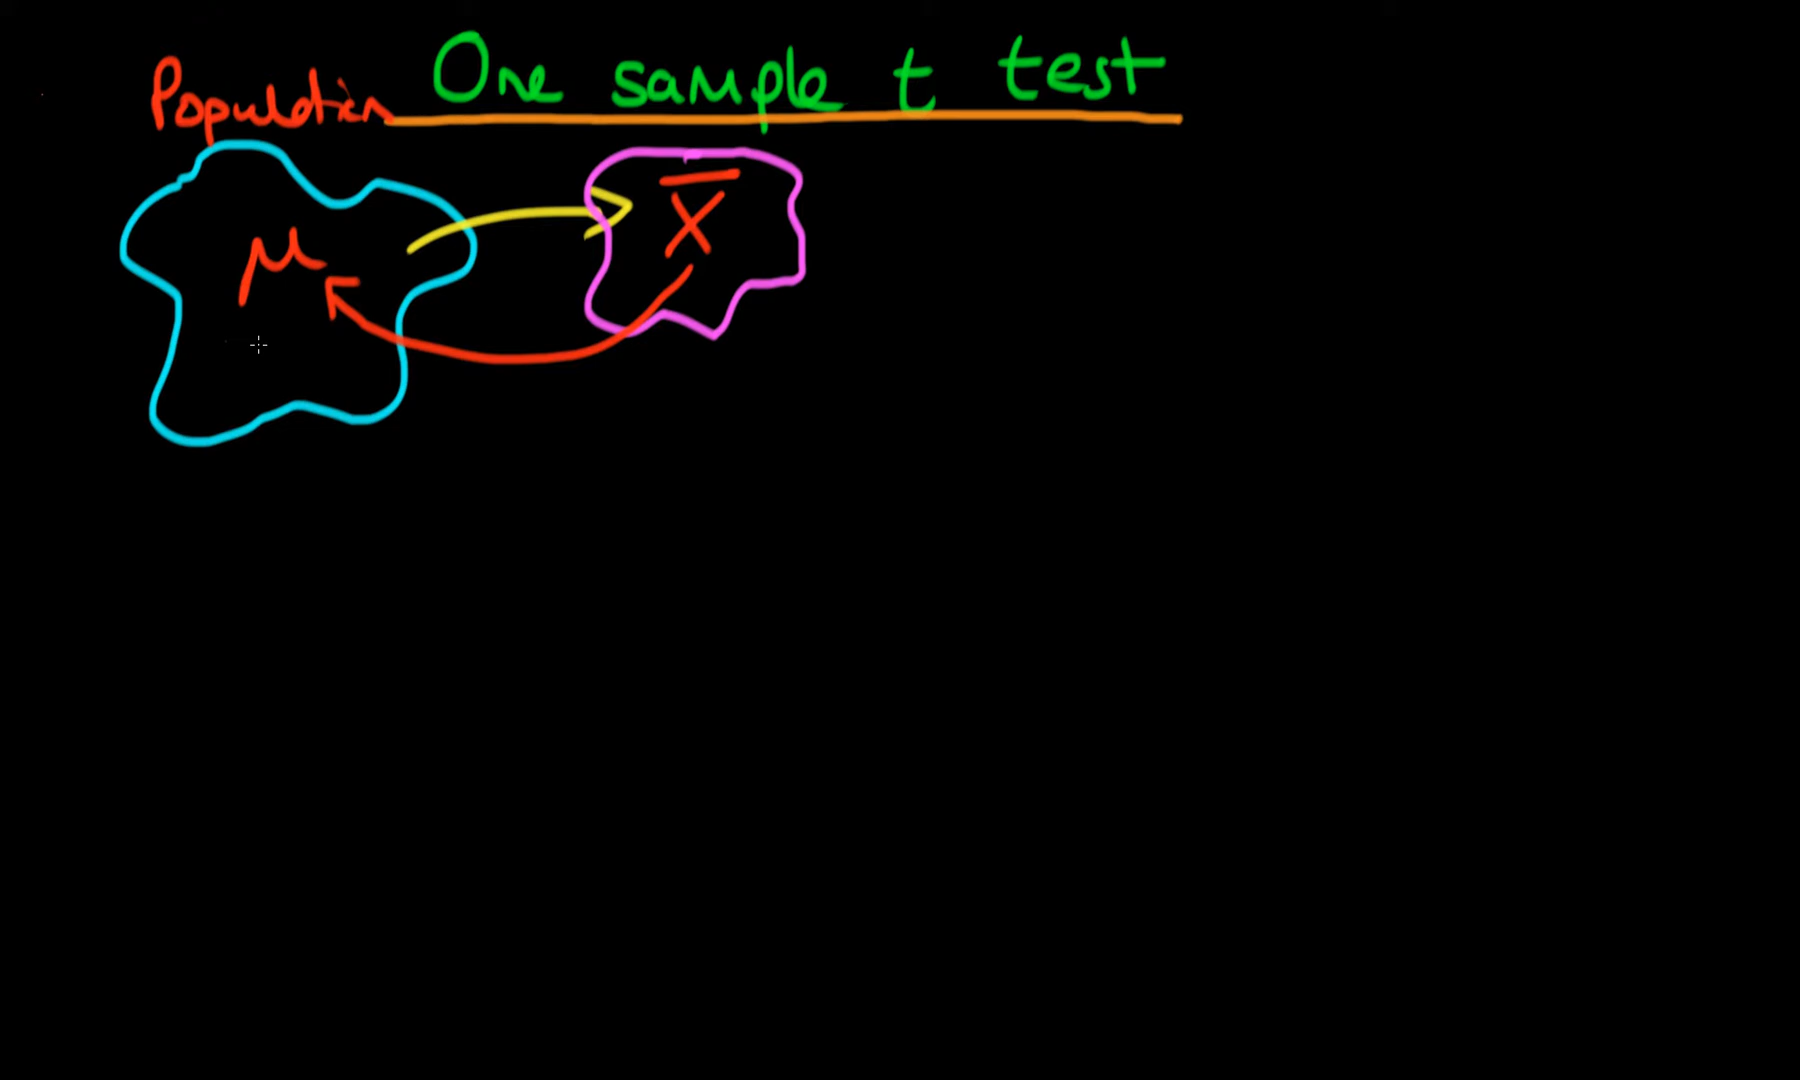 One sample t test
Population
μ
X̅